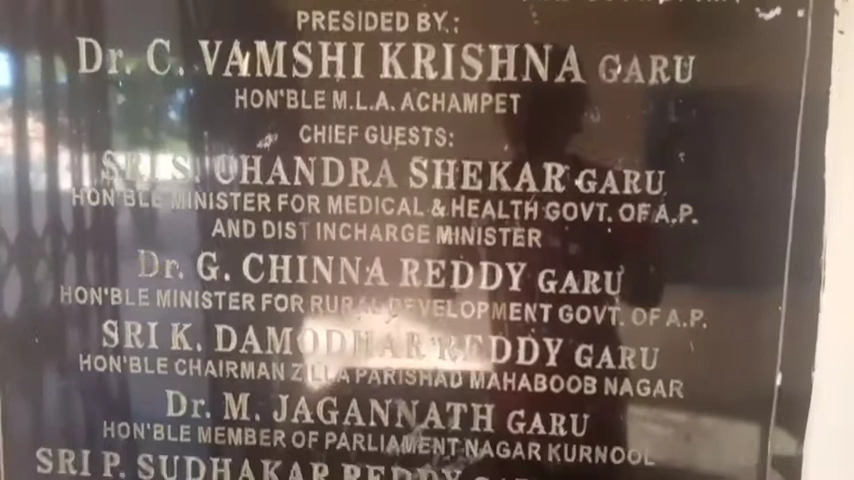 PRESIDED BY.:
Dr. C. VAMSHI KRISHNA GARU
HON'BLE M.L.A. ACHAMPET
CHIEF GUESTS:
SRI S. CHANDRA SHEKAR GARU
HON'BLE MINISTER FOR MEDICAL & HEALTH GOVT. OF A.P.
AND DIST INCHARGE MINISTER
Dr. G. CHINNA REDDY GARU
HON'BLE MINISTER FOR RURAL DEVELOPMENT GOVT. OF A.P.
SRI K. DAMODHAR REDDY GARU
HON'BLE CHAIRMAN ZILLA PARISHAD MAHABOOB NAGAR
Dr. M. JAGANNATH GARU
HON'BLE MEMBER OF PARLIAMENT NAGAR KURNOOL
SRI P. SUDHAKAR REDDY